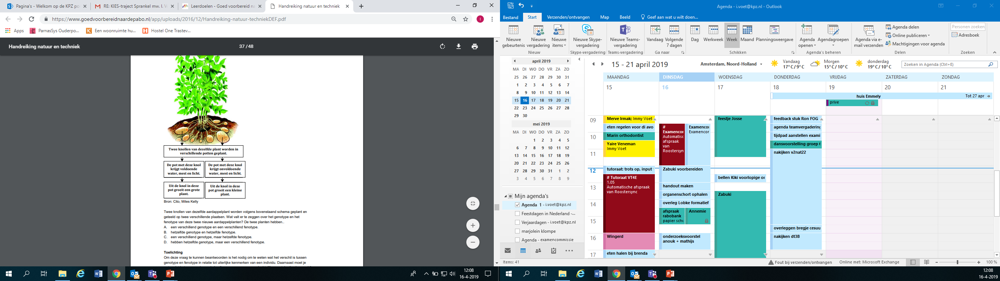 Pagina's - Welkom op de KPZ po
RE: KIES-traject Sprankel mw. I. V
Leerdoelen - Goed voorbereid na
Handreiking natuur en techniek
https://www.goedvoorbereidnaardepabo.nl/app/uploads/2016/12/Handreiking-natuur-techniekDEF.pdf
I
Apps
ParnasSys Ouderpo...
Een woonruimte hu...
Hostel One Trastev...
Handreiking natuur en techniek
37 / 48
Twee knollen van dezelfde plant worden in
verschillende potten geplant.
De pot met deze knol
krijgt voldoende
water, mest en licht.
De pot met deze knol
krijgt onvoldoende
water, mest en licht.
Uit de knol in deze
pot groeit een grote
plant.
Uit de knol in deze
pot groeit een kleine
plant.
Bron: Cito, Miles Kelly
Twee knollen van dezelfde aardappelplant worden volgens bovenstaand schema geplant en
geteeld op twee verschillende plaatsen. Wat valt er te zeggen over het genotype en het
fenotype van deze twee nieuwe aardappelplanten? De twee planten hebben..
A. een verschillend genotype en een verschillend fenotype.
B. hetzelfde genotype en hetzelfde fenotype.
C. een verschillend genotype, maar hetzelfde fenotype.
D. hebben hetzelfde genotype, maar een verschillend fenotype.
Toelichting
Om deze vraag te kunnen beantwoorden is het nodig om te weten wat het verschil is tussen
genotype en fenotype in relatie tot uiterlijke kenmerken van een individu. Daarnaast moet je
12:08
16-4-2019
Agenda - i.voet@kpz.nl - Outlook
Bestand Start Verzenden/ontvangen Map Beeld Geef aan wat u wilt doen...
Nieuwe
gebeurtenis
Nieuwe
vergadering
Nieuwe
items
Nieuw
Nieuwe Skype-
vergadering
Skype-vergadering
Nieuwe Teams-
vergadering
Teams-vergadering
Vandaag
Volgende
7 dagen
Ga naar
Dag Werkweek Week Maand Planningsweergave
Schikken
Agenda
openen
Agendagroepen
Agenda's beheren
Agenda via e-
mail verzenden
Agenda delen
Online publiceren
Machtigingen voor agenda
Delen
Personen zoeken
Adresboek
Zoeken
april 2019
MA DI WO DO VR ZA ZO
25 26 27 28 29 30 31
1 2 3 4 5 6 7
8 9 10 11 12 13 14
15 16 17 18 19 20 21
22 23 24 25 26 27 28
29 30
mei 2019
MA DI WO DO VR ZA ZO
1 2 3 4 5
6 7 8 9 10 11 12
13 14 15 16 17 18 19
20 21 22 23 24 25 26
27 28 29 30 31 1 2
3 4 5 6 7 8 9
Mijn agenda's
Agenda 1 - i.voet@kpz.nl
Feestdagen in Nederland -...
Verjaardagen - i.voet@kpz.nl
marjolein klompe
Agenda - examencommissie
15 - 21 april 2019
Amsterdam, Noord-Holland
Vandaag
17° C / 9° C
Morgen
15° C / 10° C
donderdag
19° C / 10° C
Zoeken in Agenda (Ctrl+E)
MAANDAG DINSDAG WOENSDAG DONDERDAG VRIJDAG ZATERDAG ZONDAG
15 16 17 18 19 20 21
huis Emmely
Tot 27 apr
prive
09
10
11
12
13
14
15
16
17
Merve Irmak; Immy Voet
eten regelen voor di avo
Marin orthodontist
Yaire Veneman
Immy Voet
tutoraat: trots op, input
# Tutoraat VT4E
1.05
Automatische afspraak
van Roostersync
Wingerd
eten halen bij brenda
#
Examencor
Automatisc
afspraak
van
Roostersyn
Examencor
Examencor
Zabuki voorbereiden
handout maken
organenschort ophalen
overleg Lobke formatief
afspraak
rabobank
papier schu
Annemie
onderzoeksvoorstel
anouk + mathijs
feestje Josse
bellen Kiki voorlopige o
Zabuki
feedback stuk Ron FOG
agenda teamvergadering
tijdpad aanstellen exami
dansvoorstelling groep 6
nakijken v2nat22
overleggen bregje cesuu
nakijken dt3B
Items: 41
Fout bij verzenden/ontvangen
Online met: Microsoft Exchange
100 %
12:08
16-4-2019